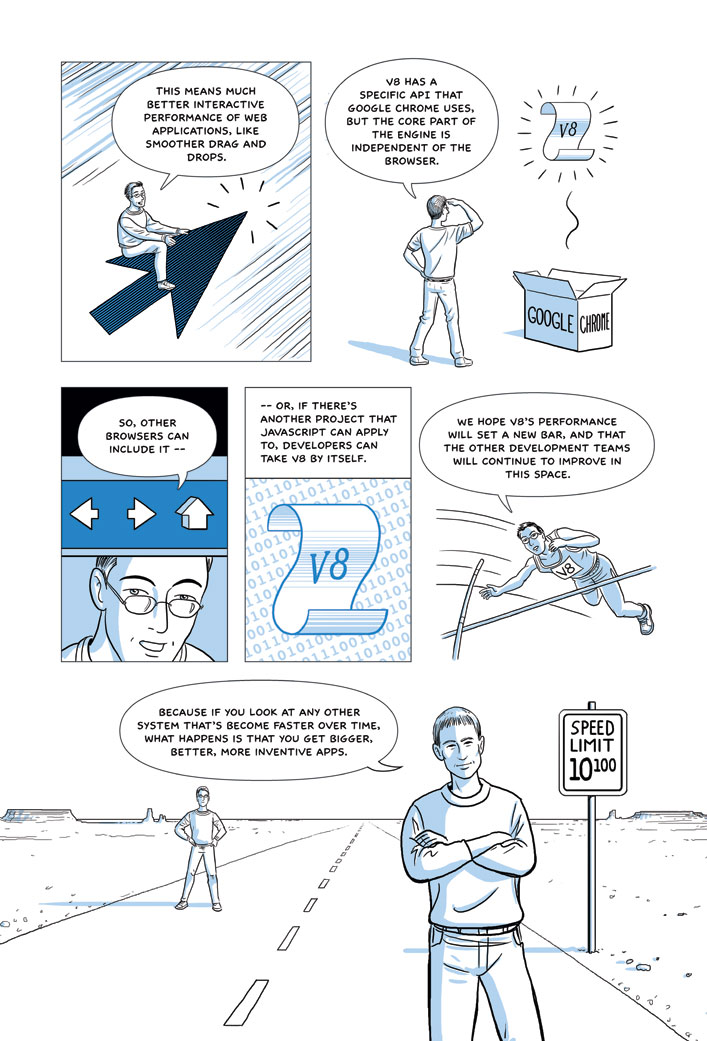 THIS MEANS MUCH
BETTER INTERACTIVE
PERFORMANCE OF WEB
APPLICATIONS, LIKE
SMOOTHER DRAG AND
DROPS.
V8 HAS A
SPECIFIC API THAT
GOOGLE CHROME USES,
BUT THE CORE PART OF
THE ENGINE IS
INDEPENDENT OF THE
BROWSER.
V8
GOOGLE CHROME
SO, OTHER
BROWSERS CAN
INCLUDE IT --
-- OR, IF THERE'S
ANOTHER PROJECT THAT
JAVASCRIPT CAN APPLY
TO, DEVELOPERS CAN
TAKE V8 BY ITSELF.
V8
WE HOPE V8'S PERFORMANCE
WILL SET A NEW BAR, AND THAT
THE OTHER DEVELOPMENT TEAMS
WILL CONTINUE TO IMPROVE IN
THIS SPACE.
V8
BECAUSE IF YOU LOOK AT ANY OTHER
SYSTEM THAT'S BECOME FASTER OVER TIME,
WHAT HAPPENS IS THAT YOU GET BIGGER,
BETTER, MORE INVENTIVE APPS.
SPEED
LIMIT
10100